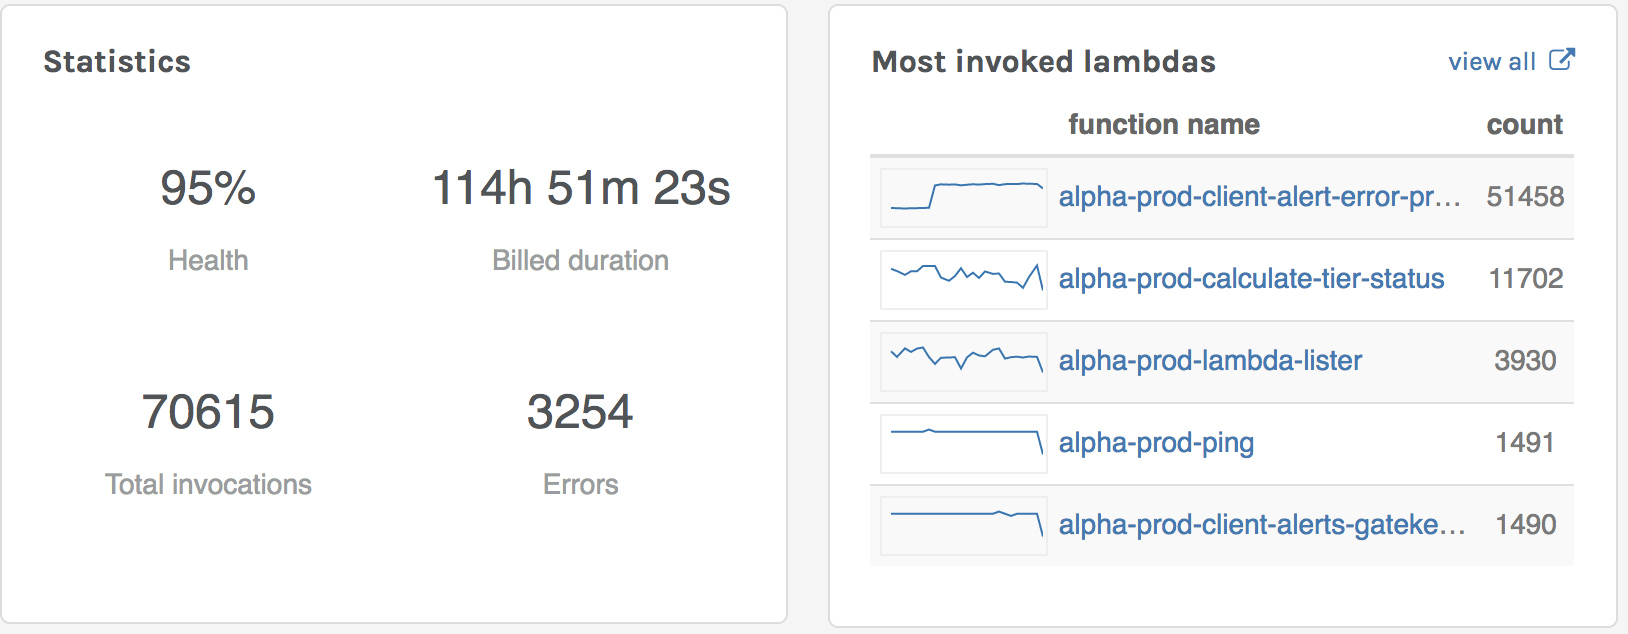 Statistics
95%
Health
114h 51m 23s
Billed duration
70615
Total invocations
3254
Errors
Most invoked lambdas
view all
function name count
alpha-prod-client-alert-error-pr... 51458
alpha-prod-calculate-tier-status 11702
alpha-prod-lambda-lister 3930
alpha-prod-ping 1491
alpha-prod-client-alerts-gateke... 1490